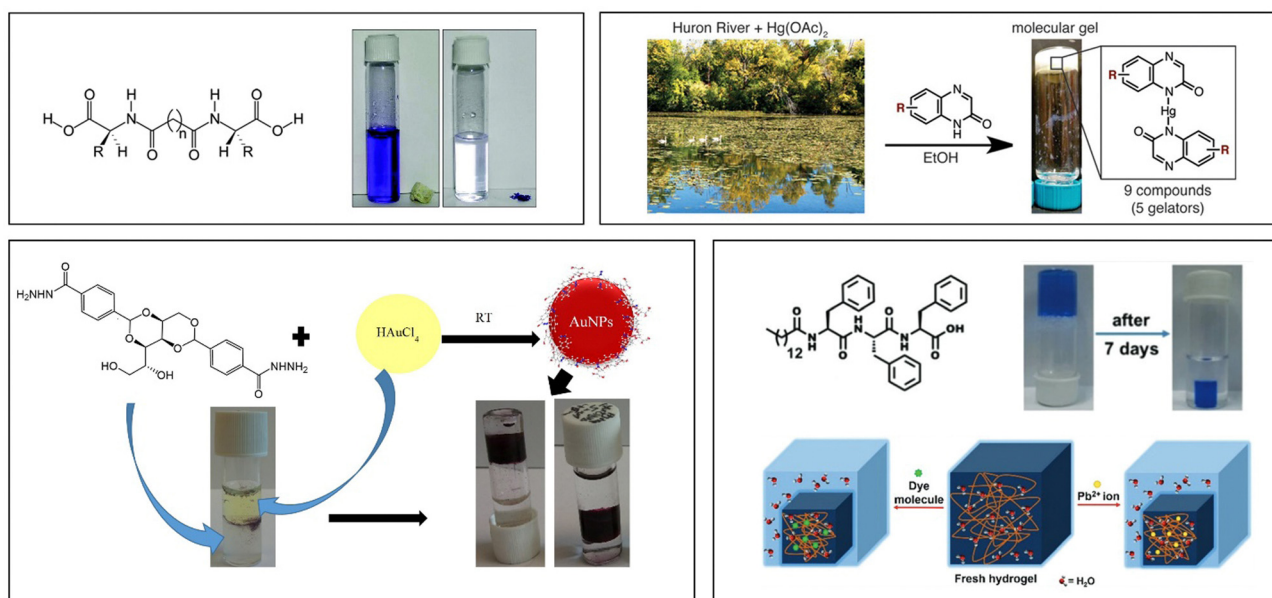 O
H
H
O
N
N
H
O
n
O
H
R
H
O
O
R
H
Huron River + Hg(OAc)₂
R
N
N
H
O
EtOH
molecular gel
R
N
N
O
Hg
O
N
N
R
9 compounds
(5 gelators)
O
H₂NHN
O
O
O
O
HO
HO
O
NHNH₂
+
HAuCl₄
RT
AuNPs
O
H
N
O
OH
12
N
H
O
N
H
O
after
7 days
Dye
molecule
Pb²⁺ ion
Fresh hydrogel
= H₂O